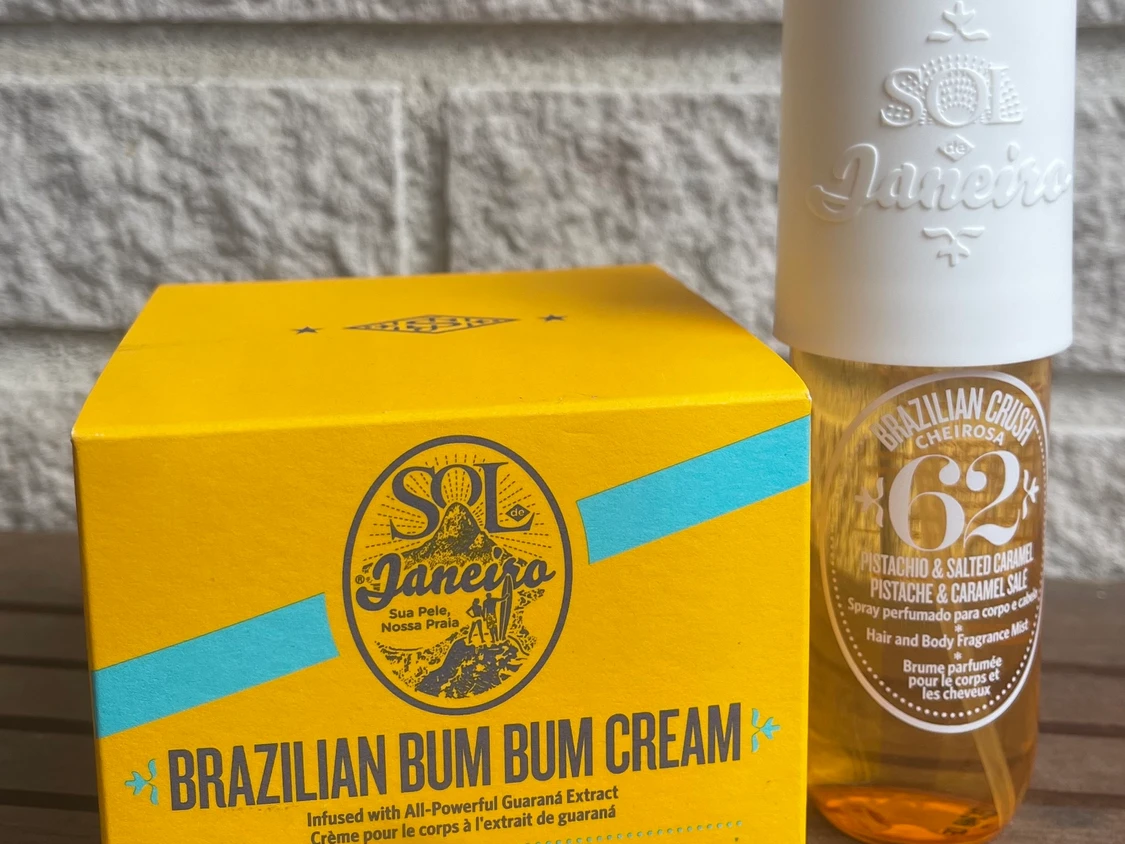 SOL
de
Janeiro
®
Sua Pele,
Nossa Praia
BRAZILIAN BUM BUM CREAM
Infused with All-Powerful Guaraná Extract
Crème pour le corps à l'extrait de guaraná
SOL
de
Janeiro
BRAZILIAN CRUSH
CHEIROSA
62
PISTACHIO & SALTED CARAMEL
PISTACHE & CARAMEL SALÉ
Spray perfumado para corpo e cabelo
Hair and Body Fragrance Mist
Brume parfumée
pour le corps et
les cheveux